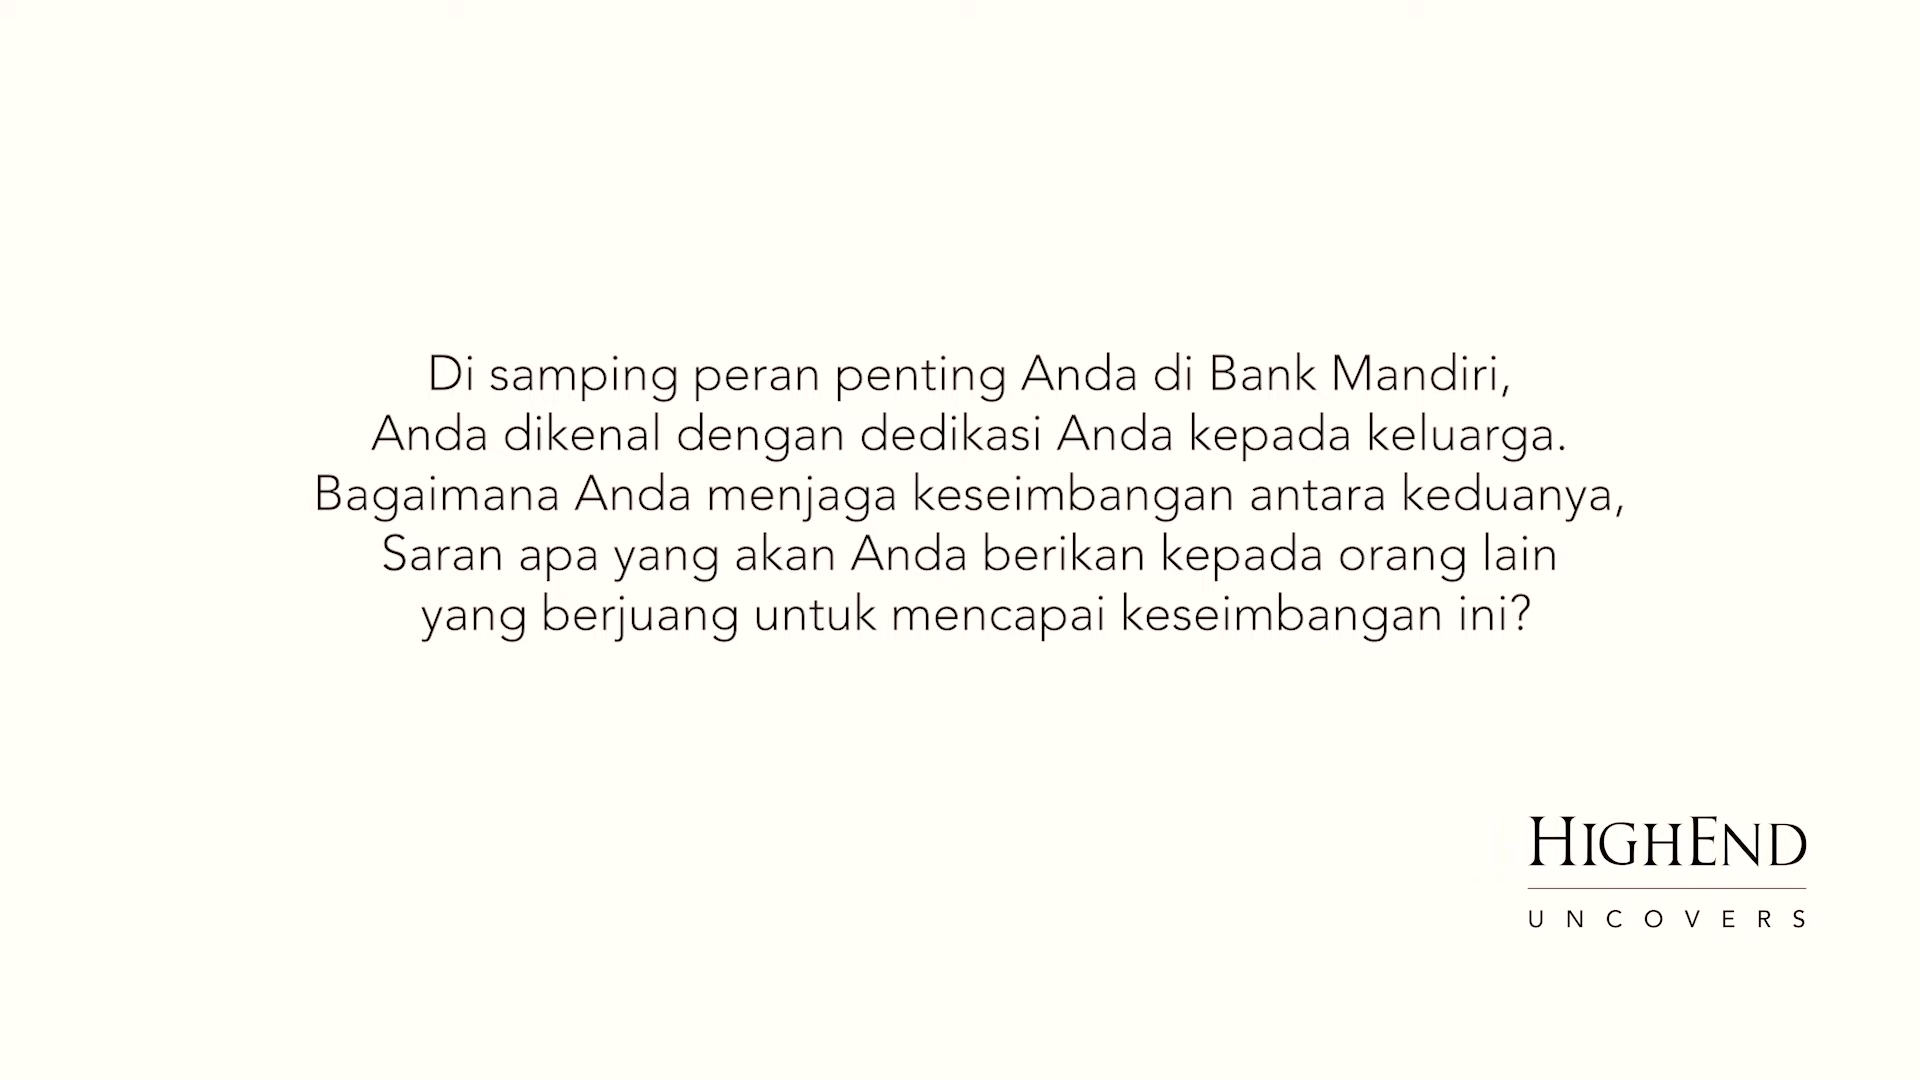 Di samping peran penting Anda di Bank Mandiri,
Anda dikenal dengan dedikasi Anda kepada keluarga.
Bagaimana Anda menjaga keseimbangan antara keduanya,
Saran apa yang akan Anda berikan kepada orang lain
yang berjuang untuk mencapai keseimbangan ini?
HIGHEND
UNCOVERS